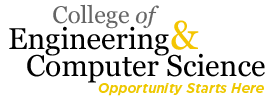 College of
Engineering&
Computer Science
Opportunity Starts Here